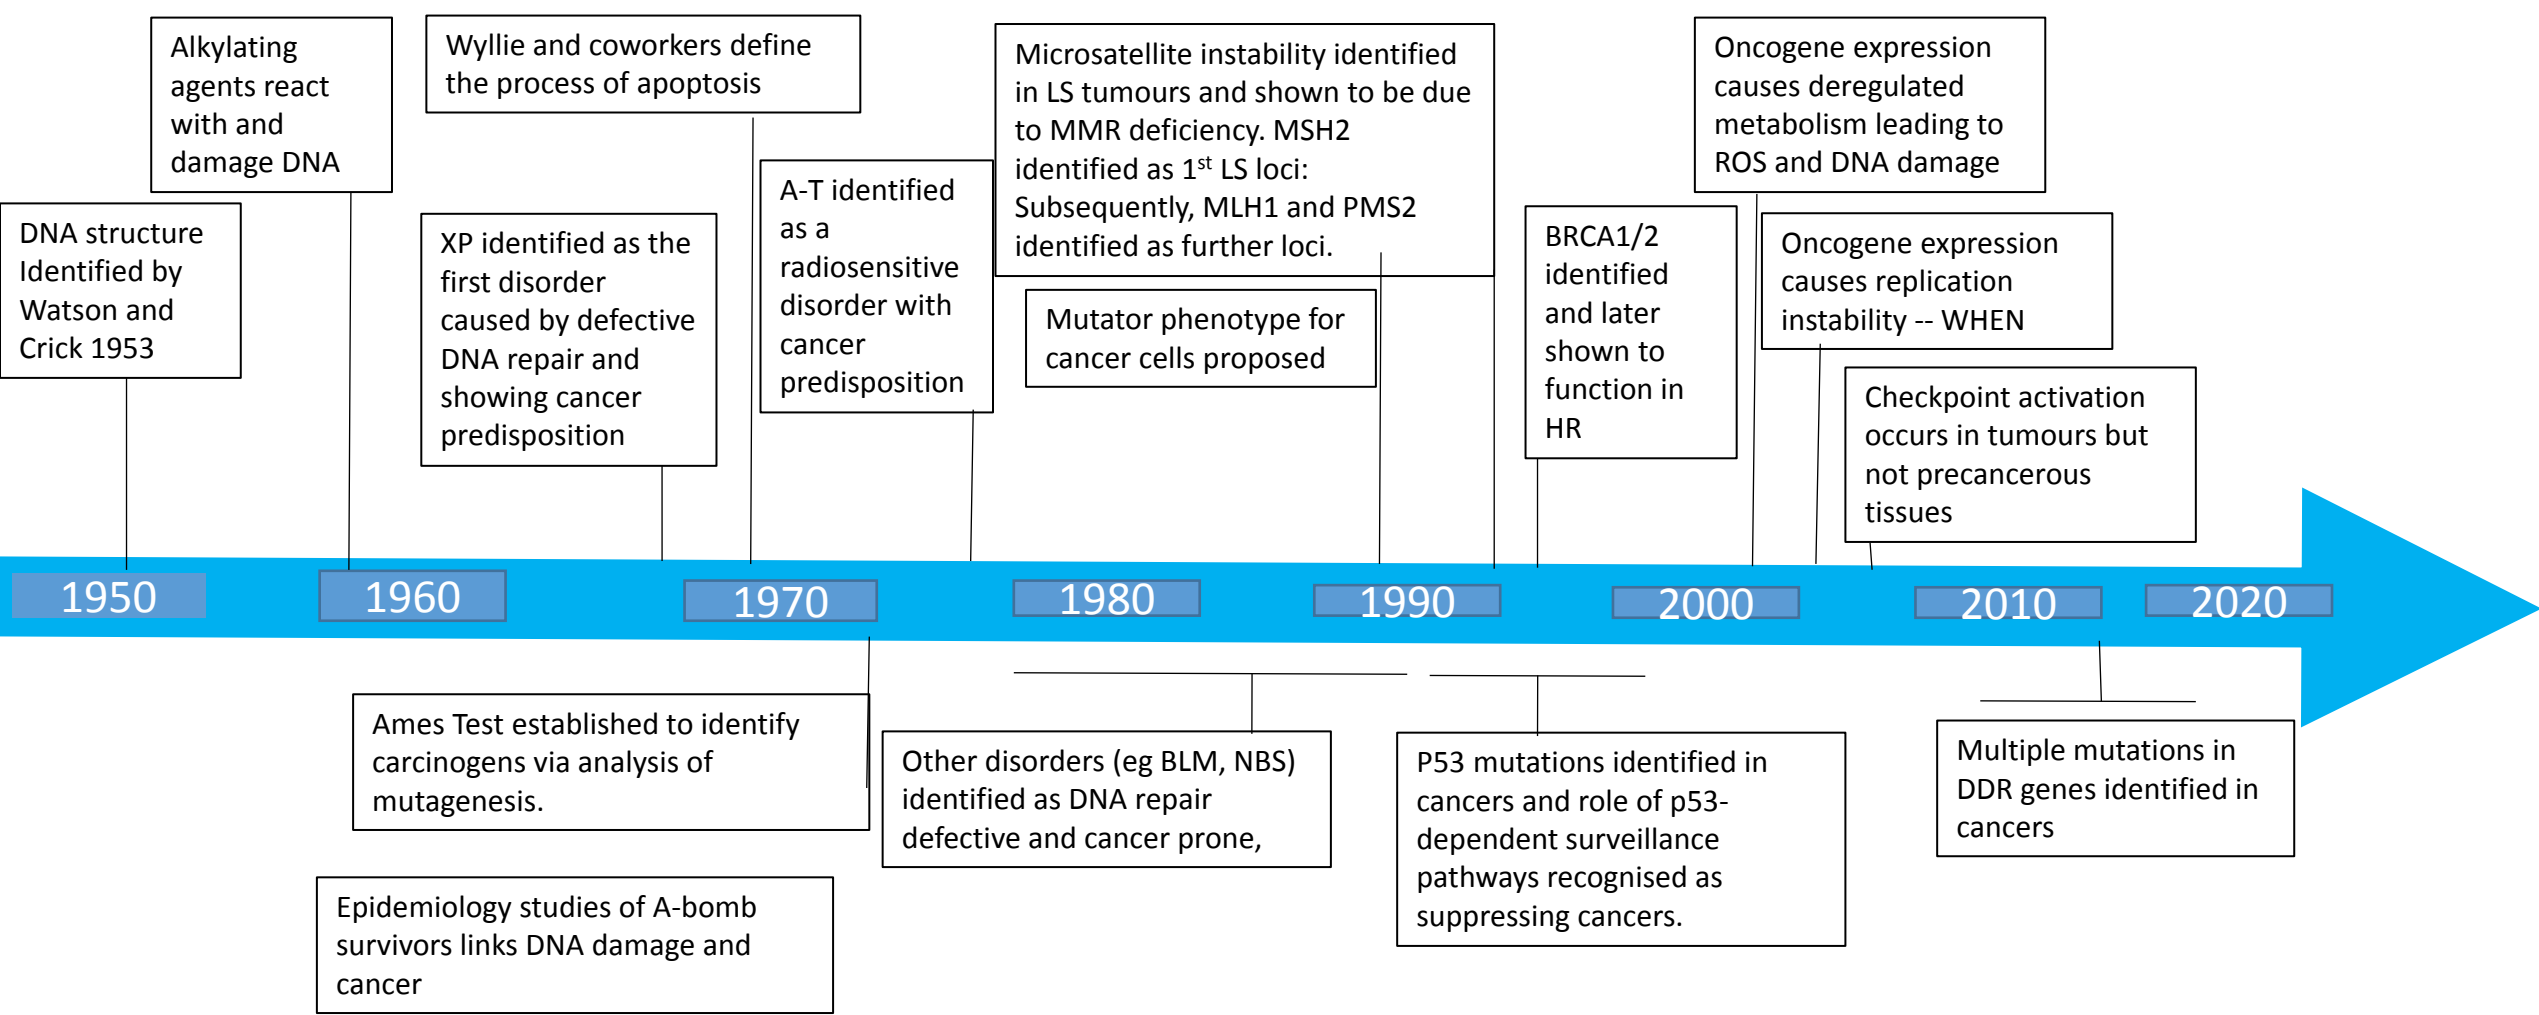 Alkylating
agents react
with and
damage DNA
Wyllie and coworkers define
the process of apoptosis
Microsatellite instability identified
in LS tumours and shown to be due
to MMR deficiency. MSH2
identified as 1st LS loci:
Subsequently, MLH1 and PMS2
identified as further loci.
Oncogene expression
causes deregulated
metabolism leading to
ROS and DNA damage
DNA structure
Identified by
Watson and
Crick 1953
XP identified as the
first disorder
caused by defective
DNA repair and
showing cancer
predisposition
A-T identified
as a
radiosensitive
disorder with
cancer
predisposition
Mutator phenotype for
cancer cells proposed
BRCA1/2
identified
and later
shown to
function in
HR
Oncogene expression
causes replication
instability -- WHEN
Checkpoint activation
occurs in tumours but
not precancerous
tissues
1950
1960
1970
1980
1990
2000
2010
2020
Ames Test established to identify
carcinogens via analysis of
mutagenesis.
Other disorders (eg BLM, NBS)
identified as DNA repair
defective and cancer prone,
P53 mutations identified in
cancers and role of p53-
dependent surveillance
pathways recognised as
suppressing cancers.
Multiple mutations in
DDR genes identified in
cancers
Epidemiology studies of A-bomb
survivors links DNA damage and
cancer